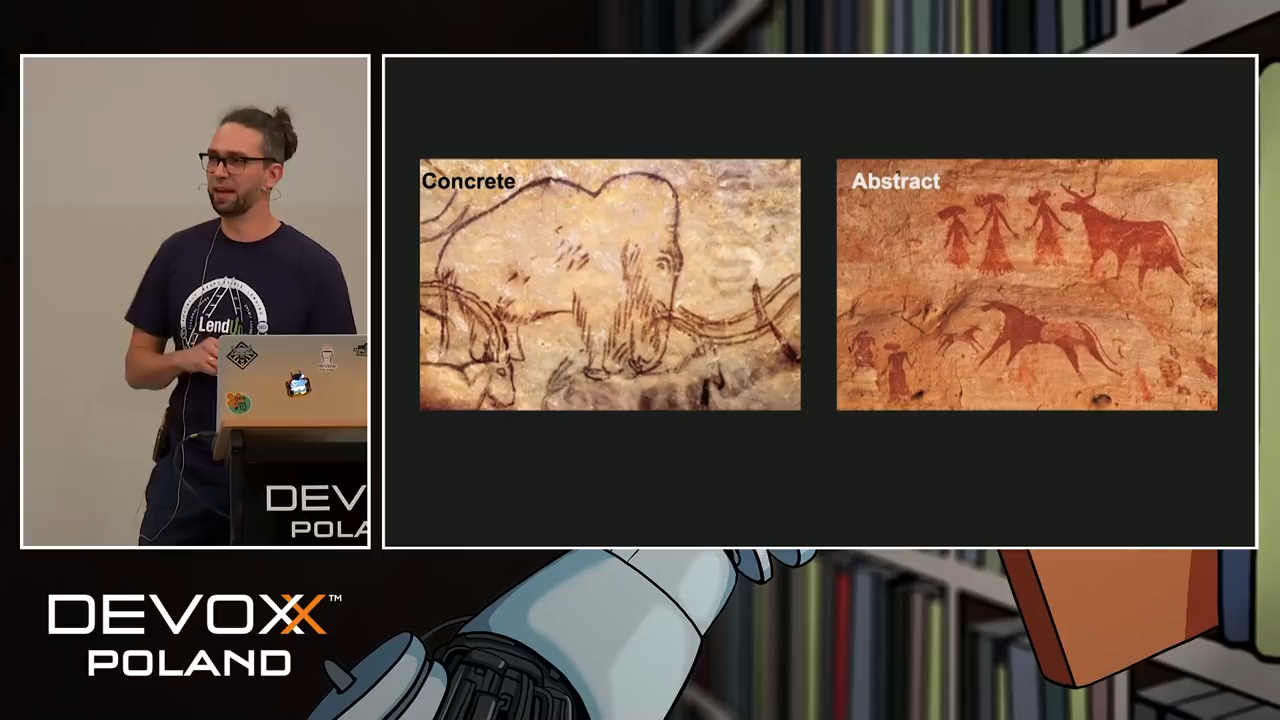 Concrete
Abstract
LendUp
DEV
POLA
DEVOXX™
POLAND